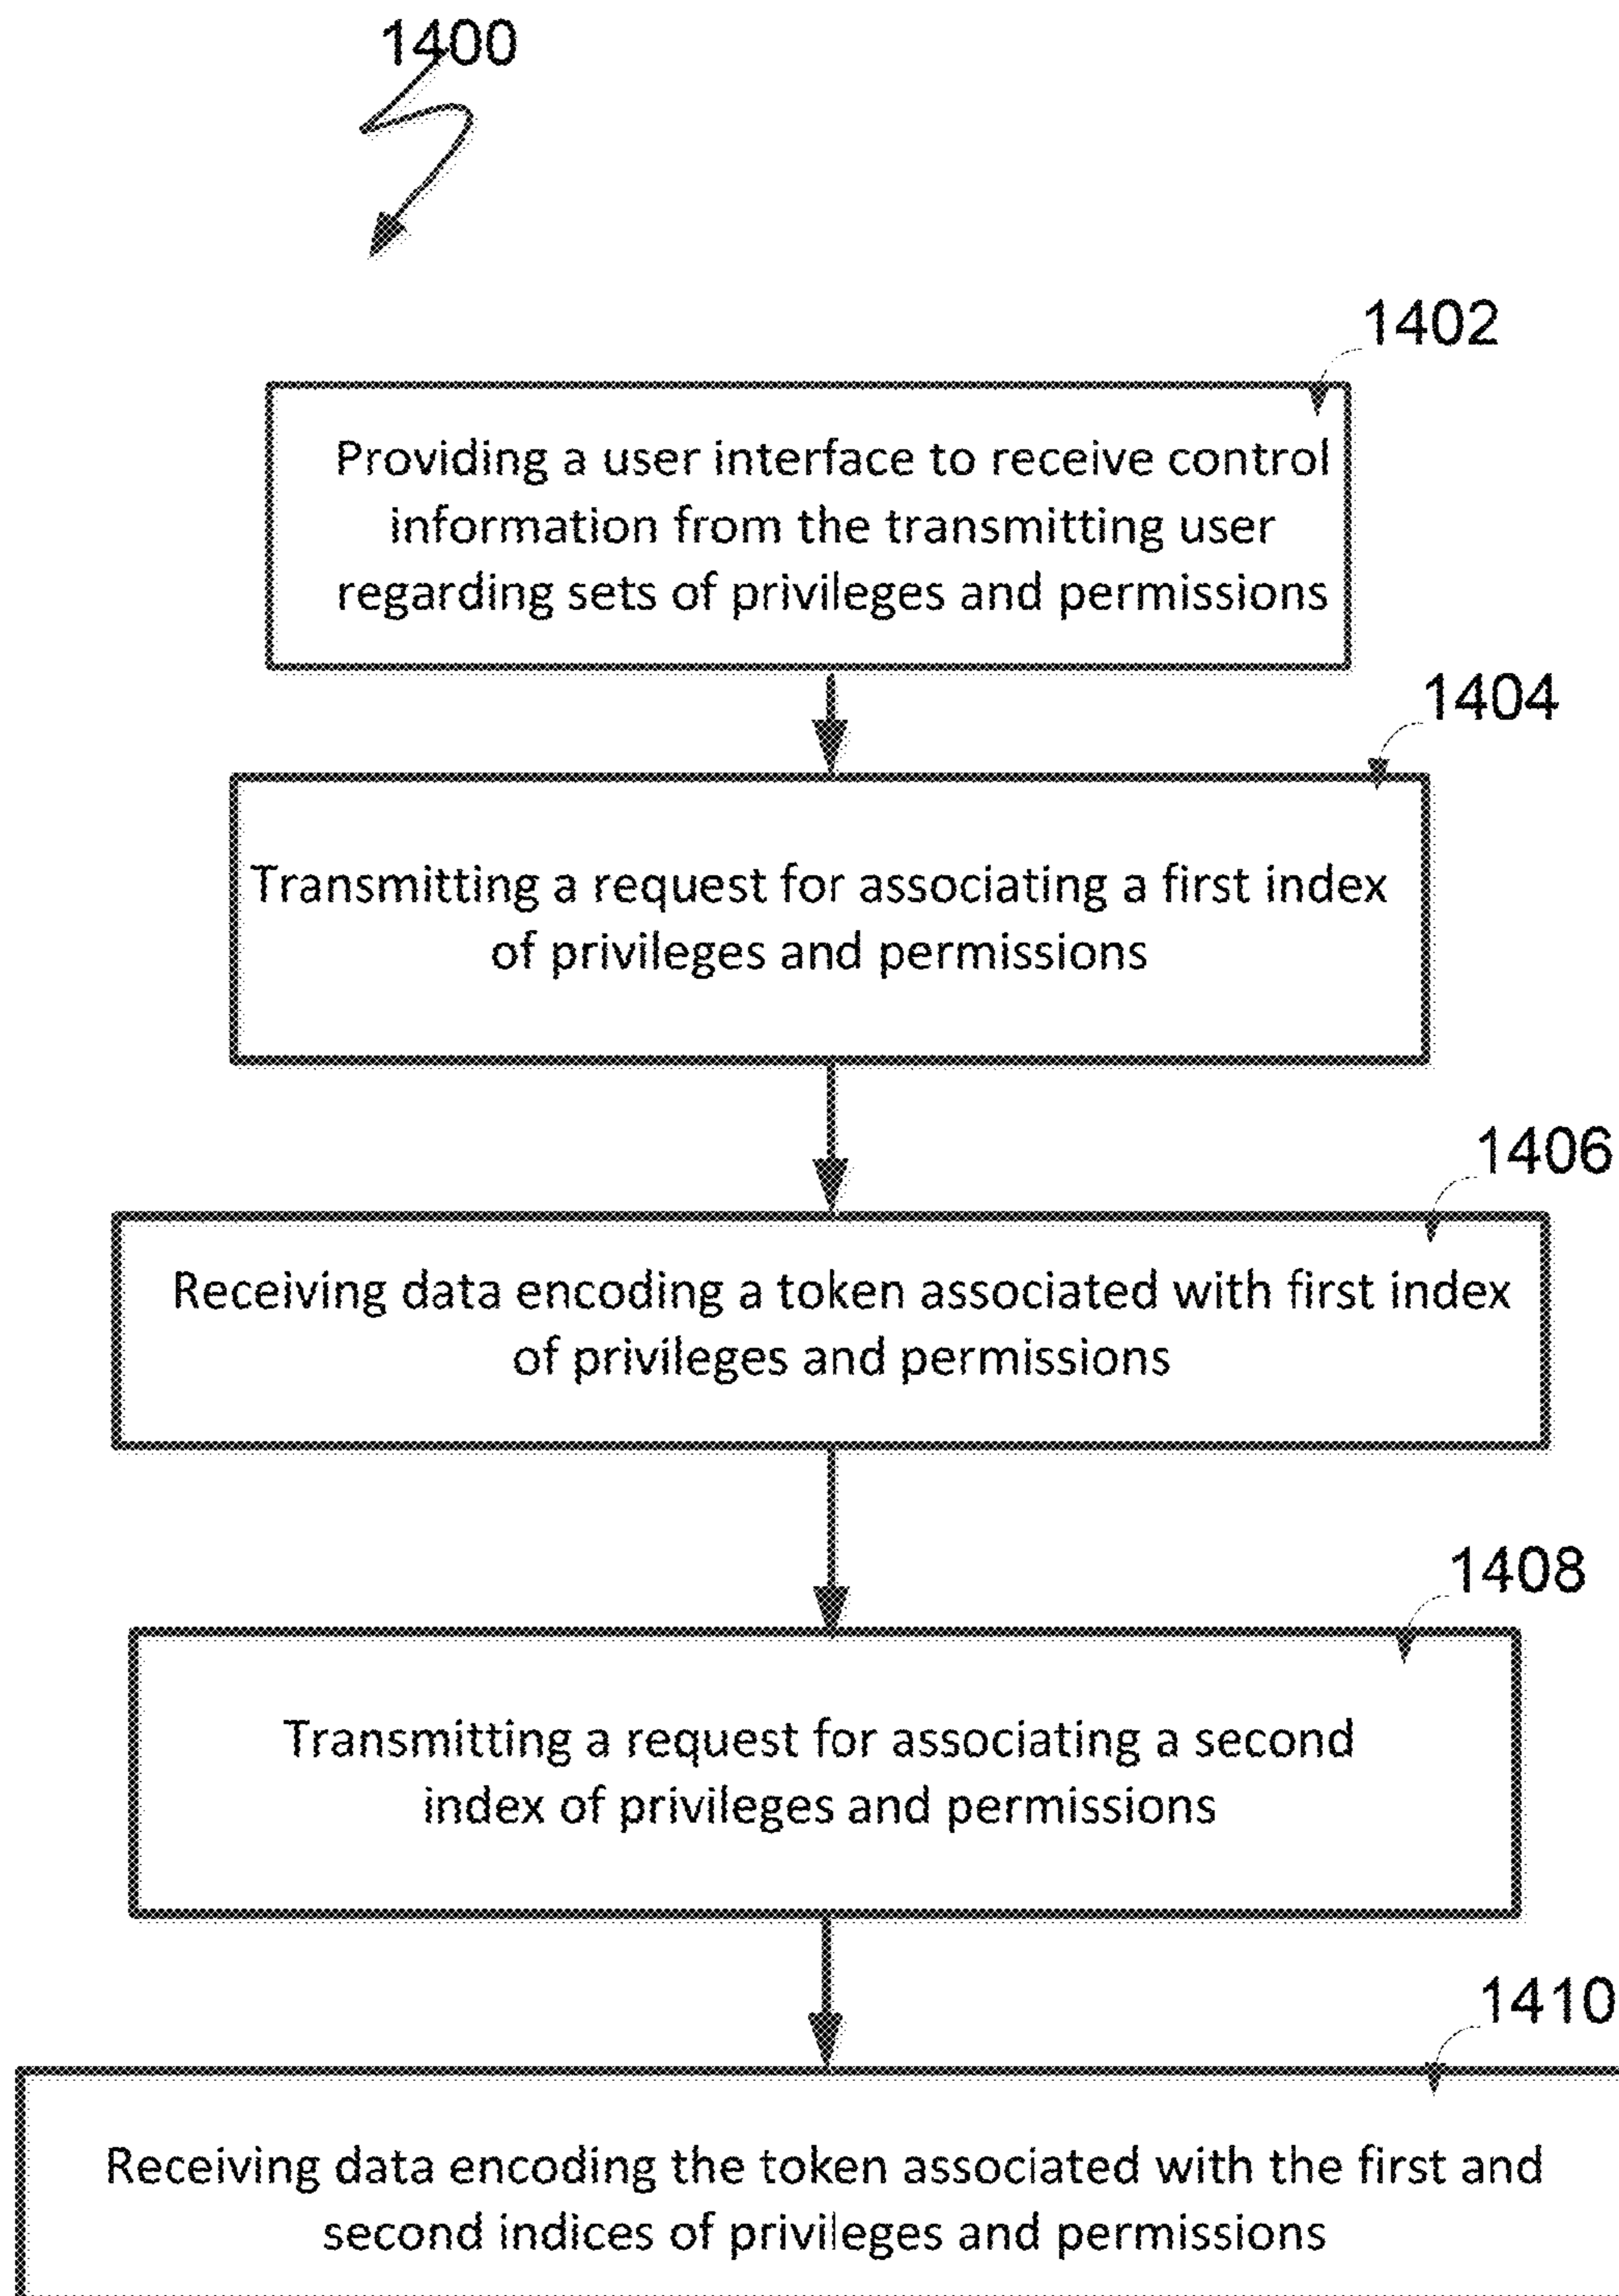 1400
1402
Providing a user interface to receive control
information from the transmitting user
regarding sets of privileges and permissions
1404
Transmitting a request for associating a first index
of privileges and permissions
1406
Receiving data encoding a token associated with first index
of privileges and permissions
1408
Transmitting a request for associating a second
index of privileges and permissions
1410
Receiving data encoding the token associated with the first and
second indices of privileges and permissions